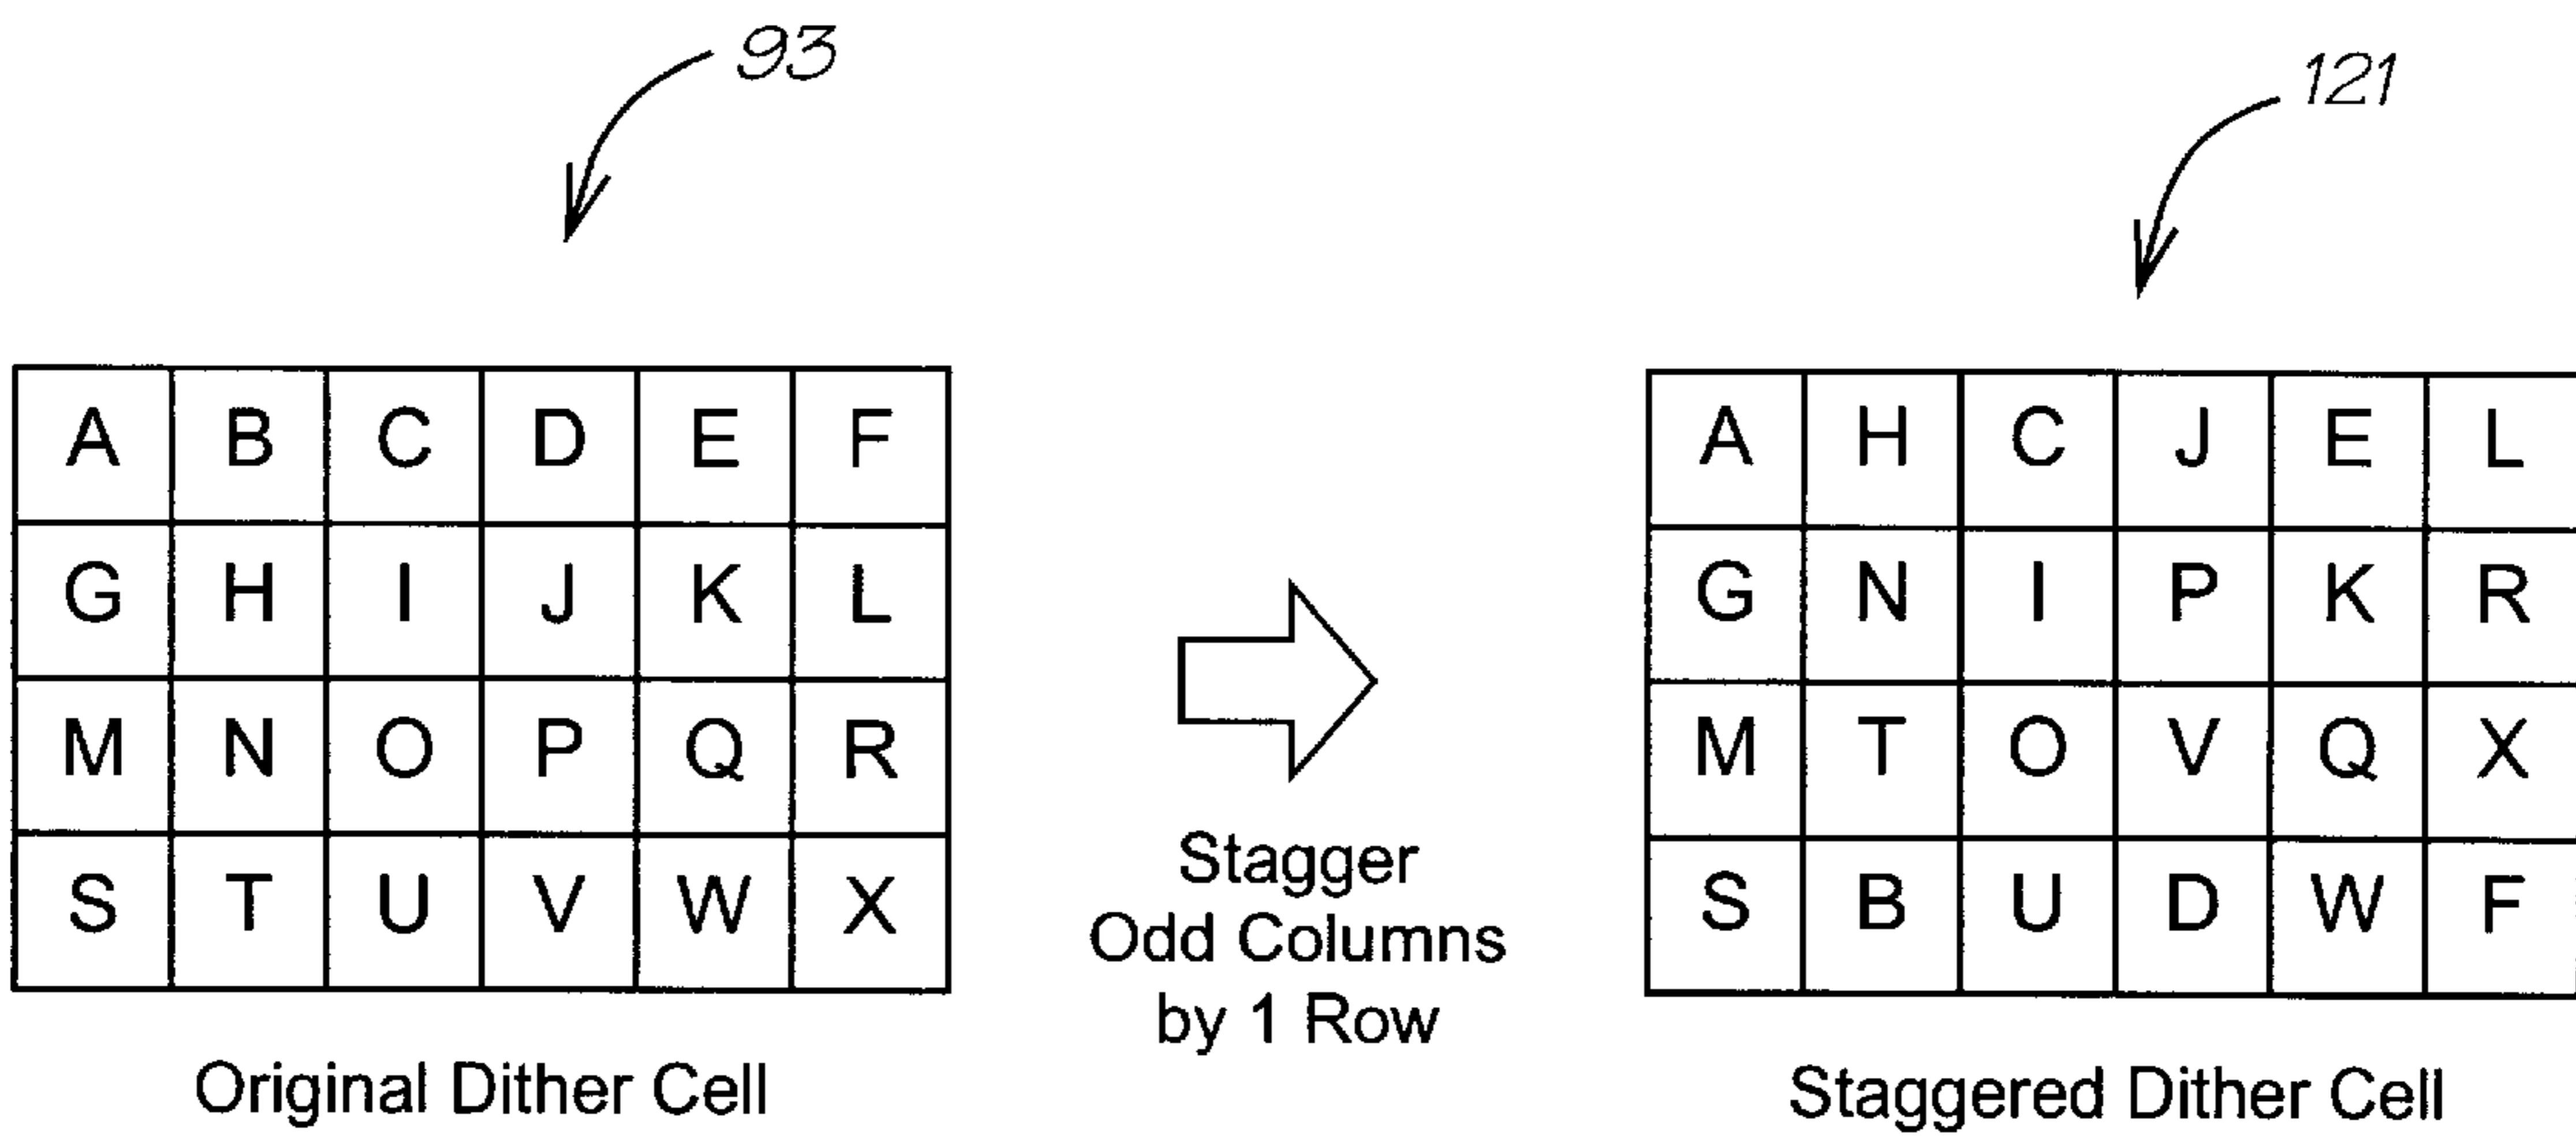 93
121
A B C D E F
G H I J K L
M N O P Q R
S T U V W X
Original Dither Cell
Stagger
Odd Columns
by 1 Row
A H C J E L
G N I P K R
M T O V Q X
S B U D W F
Staggered Dither Cell